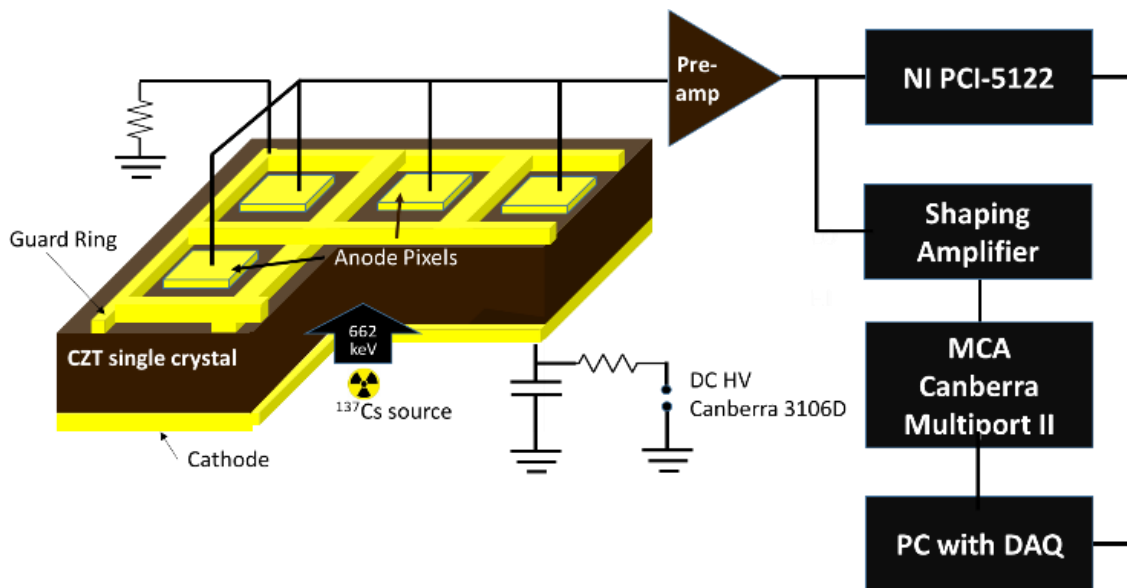 Pre-
amp
NI PCI-5122
Shaping
Amplifier
Guard Ring
Anode Pixels
CZT single crystal
662
keV
¹³⁷Cs source
DC HV
Canberra 3106D
Cathode
MCA
Canberra
Multiport II
PC with DAQ